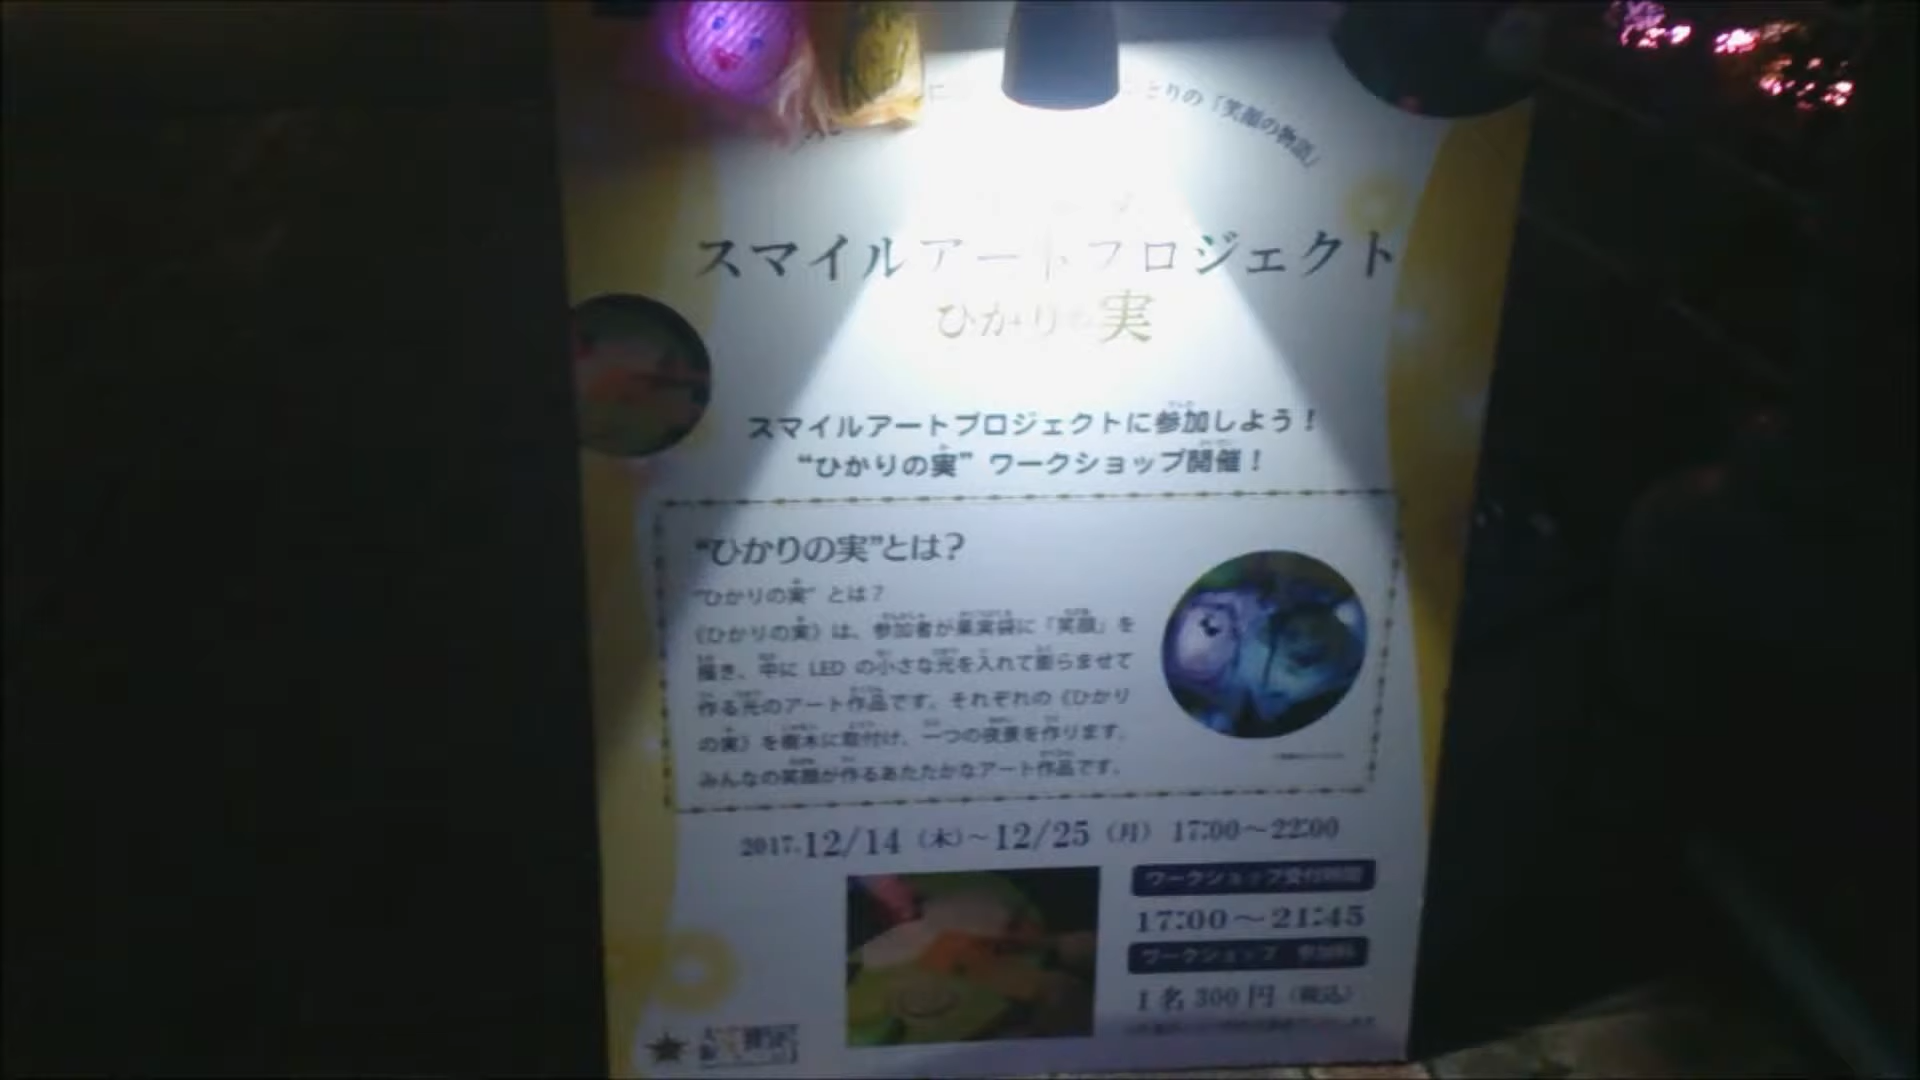 とりの「笑顔の物語」
スマイルアートプロジェクト
ひかりの実
スマイルアートプロジェクトに参加しよう！
“ひかりの実”ワークショップ開催！
“ひかりの実”とは？
“ひかりの実”とは？
《ひかりの実》は、参加者が果実袋に「笑顔」を
描き、中に LED の小さな光を入れて膨らませて
作る光のアート作品です。それぞれの《ひかり
の実》を樹木に取付け、一つの夜景を作ります。
みんなの笑顔が作るあたたかなアート作品です。
2017.12/14（木）～12/25（月） 17:00～22:00
ワークショップ受付時間
17:00～21:45
ワークショップ 参加料
1名 300円（税込）